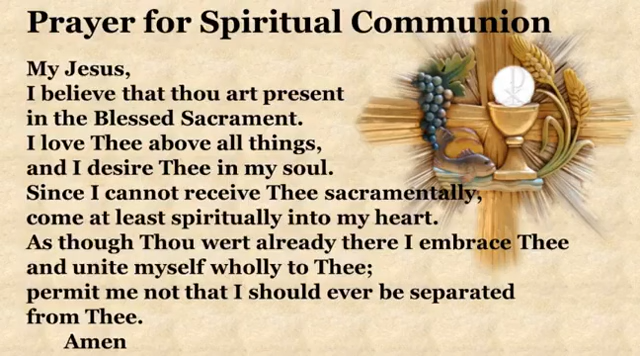 Prayer for Spiritual Communion
My Jesus,
I believe that thou art present
in the Blessed Sacrament.
I love Thee above all things,
and I desire Thee in my soul.
Since I cannot receive Thee sacramentally,
come at least spiritually into my heart.
As though Thou wert already there I embrace Thee
and unite myself wholly to Thee;
permit me not that I should ever be separated
from Thee.
Amen